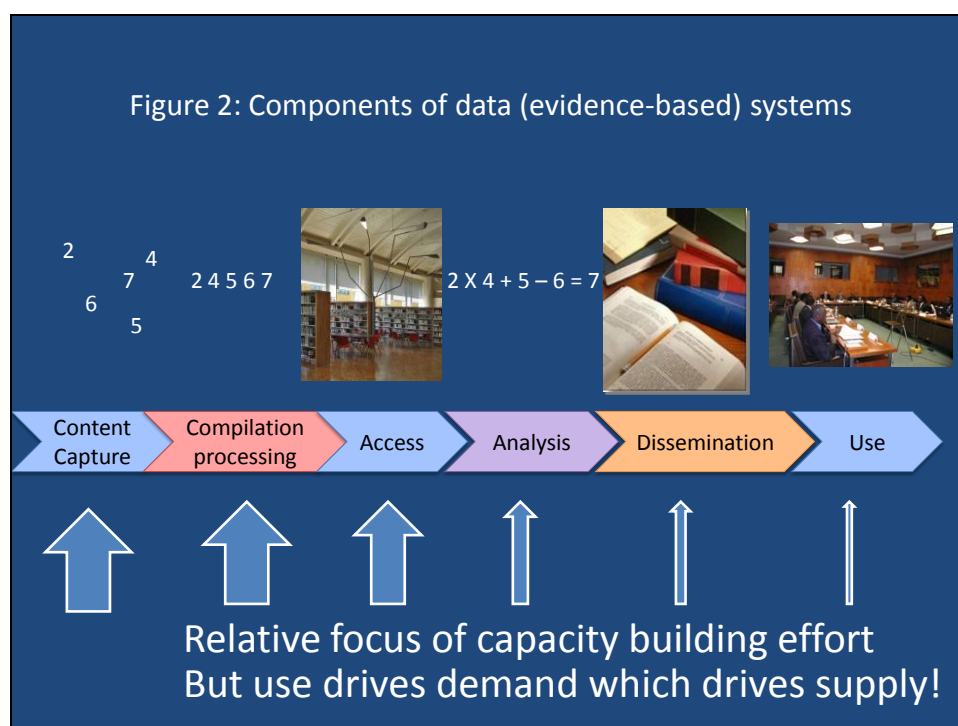 Figure 2: Components of data (evidence-based) systems
2
4
7
6
5
2 4 5 6 7
2 X 4 + 5 – 6 = 7
Content
Capture
Compilation
processing
Access
Analysis
Dissemination
Use
Relative focus of capacity building effort
But use drives demand which drives supply!